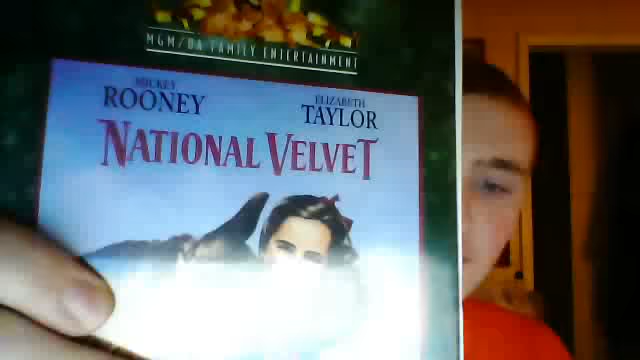 MGM/UA FAMILY ENTERTAINMENT
MICKEY
ROONEY
ELIZABETH
TAYLOR
NATIONAL VELVET